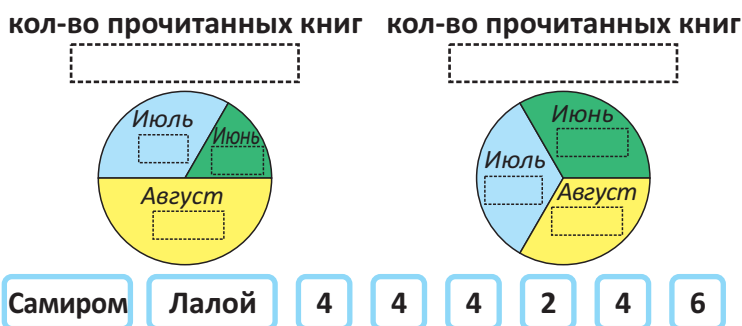 кол-во прочитанных книг кол-во прочитанных книг
Июль
Июнь
Август
Июнь
Июль
Август
Самиром Лалой 4 4 4 2 4 6